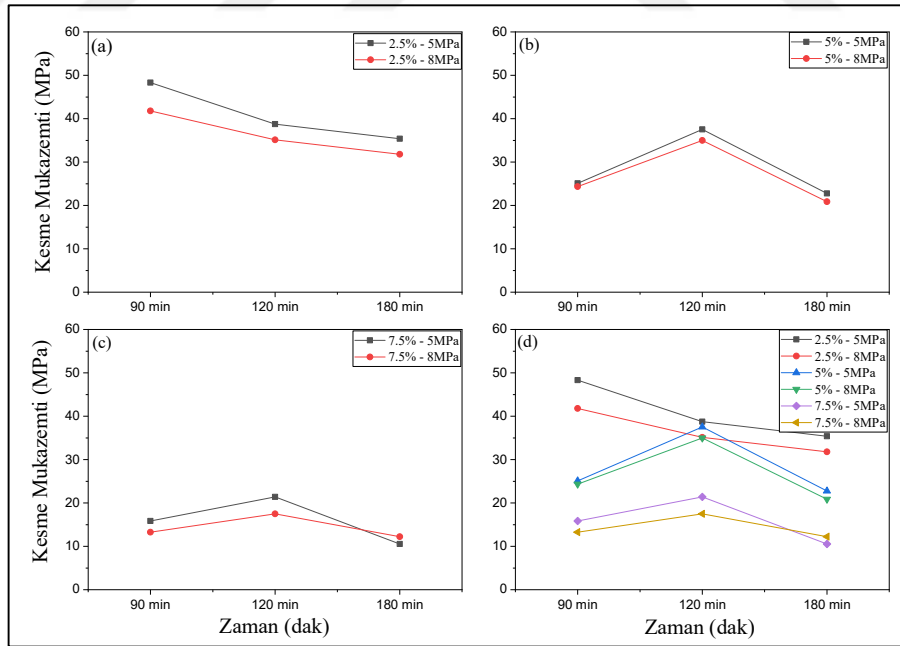 (a)
2.5% - 5MPa
2.5% - 8MPa
60
50
40
30
20
10
0
Kesme Mukazemti (MPa)
90 min
120 min
180 min
(b)
5% - 5MPa
5% - 8MPa
60
50
40
30
20
10
0
90 min
120 min
180 min
(c)
7.5% - 5MPa
7.5% - 8MPa
60
50
40
30
20
10
0
Kesme Mukazemti (MPa)
90 min
120 min
180 min
Zaman (dak)
(d)
2.5% - 5MPa
2.5% - 8MPa
5% - 5MPa
5% - 8MPa
7.5% - 5MPa
7.5% - 8MPa
60
50
40
30
20
10
0
90 min
120 min
180 min
Zaman (dak)